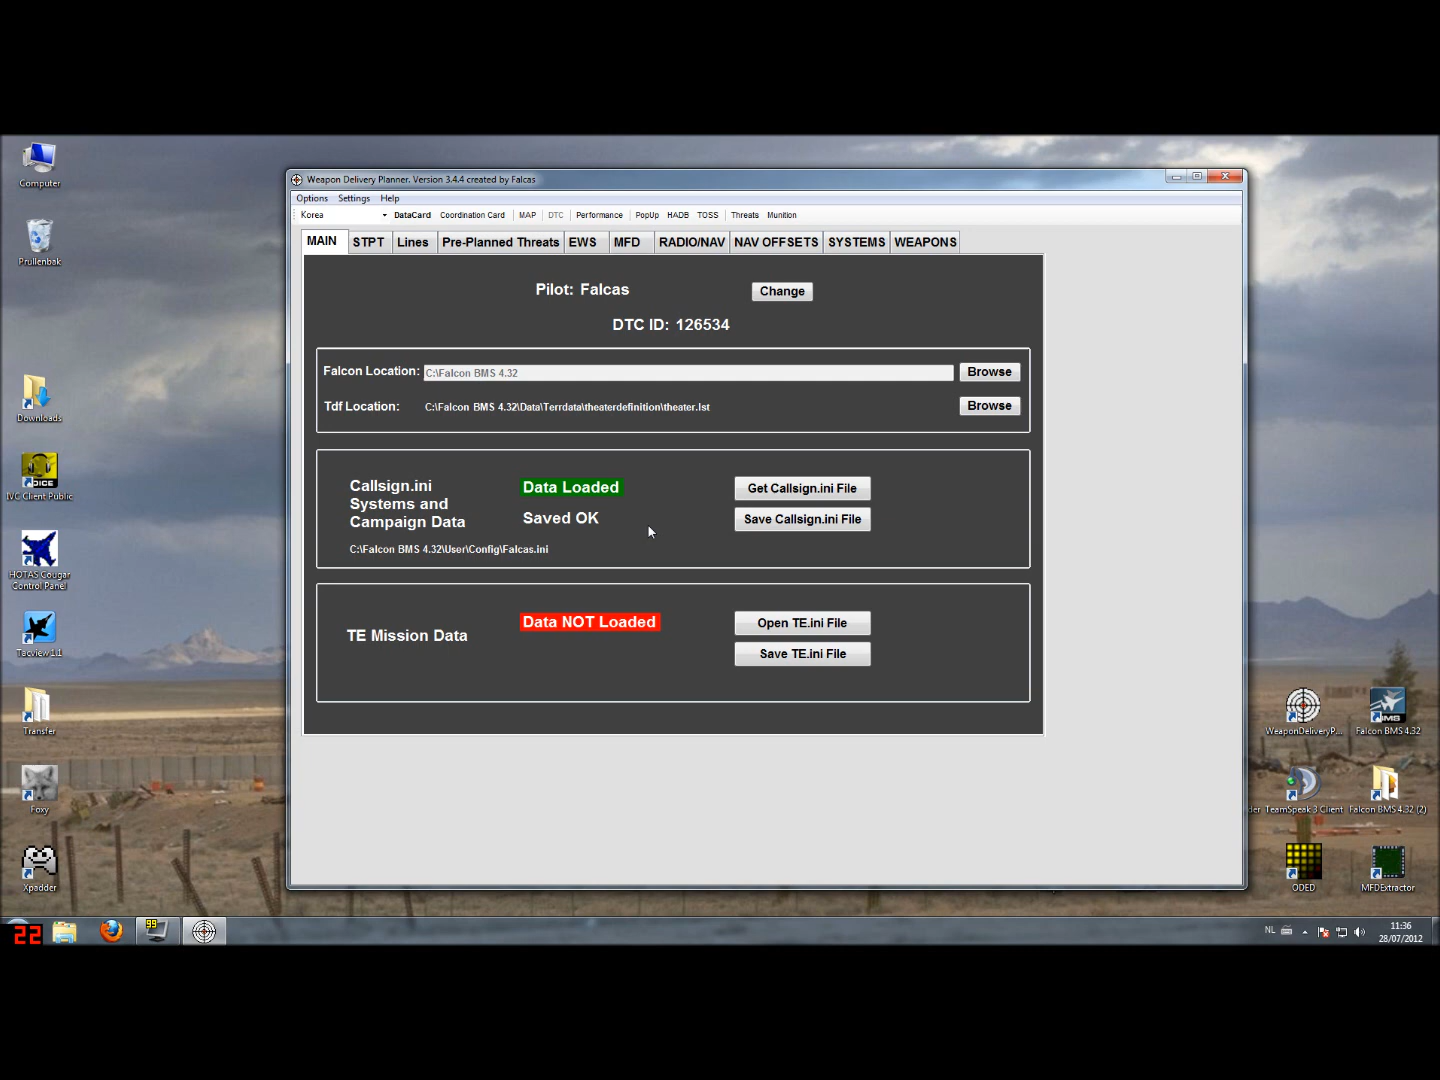 Weapon Delivery Planner. Version 3.4.4 created by Falcas
Options Settings Help
Korea DataCard Coordination Card MAP DTC Performance PopUp HADB TOSS Threats Munition
MAIN STPT Lines Pre-Planned Threats EWS MFD RADIO/NAV NAV OFFSETS SYSTEMS WEAPONS
Pilot: Falcas Change
DTC ID: 126534
Falcon Location: C:\Falcon BMS 4.32 Browse
Tdf Location: C:\Falcon BMS 4.32\Data\Terrdata\theaterdefinition\theater.lst Browse
Callsign.ini
Systems and
Campaign Data
Data Loaded
Saved OK
Get Callsign.ini File
Save Callsign.ini File
C:\Falcon BMS 4.32\User\Config\Falcas.ini
TE Mission Data
Data NOT Loaded
Open TE.ini File
Save TE.ini File
Computer
Prullenbak
Downloads
IVC Client Public
HOTAS Cougar
Control Panel
Tacview 1.1
Transfer
Foxy
Xpadder
WeaponDeliveryP...
Falcon BMS 4.32
der
TeamSpeak 3 Client
Falcon BMS 4.32 (2)
ODED
MFDExtractor
22
99
NL
11:36
28/07/2012